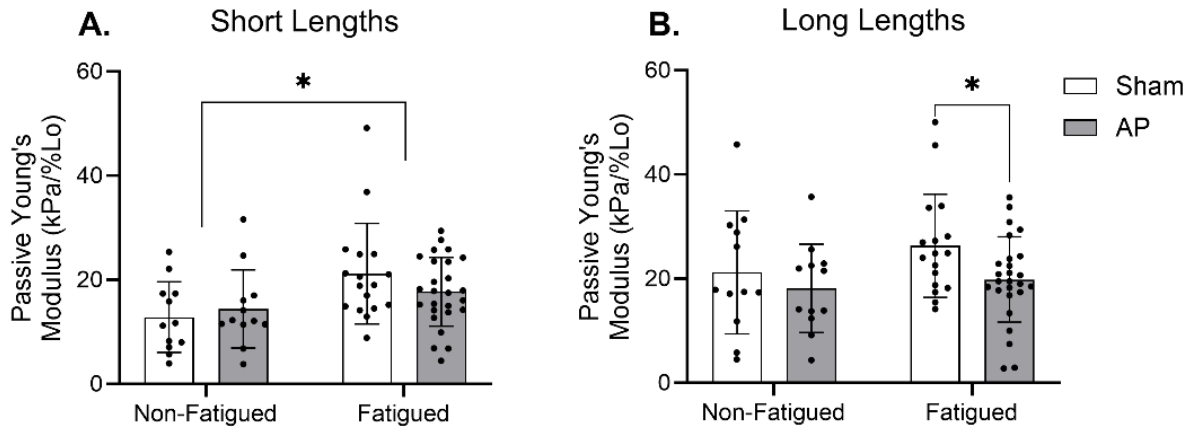 A. Short Lengths
Passive Young's
Modulus (kPa/%Lo)
60
40
20
0
*
Non-Fatigued
Fatigued
B. Long Lengths
Passive Young's
Modulus (kPa/%Lo)
60
40
20
0
*
Non-Fatigued
Fatigued
Sham
AP